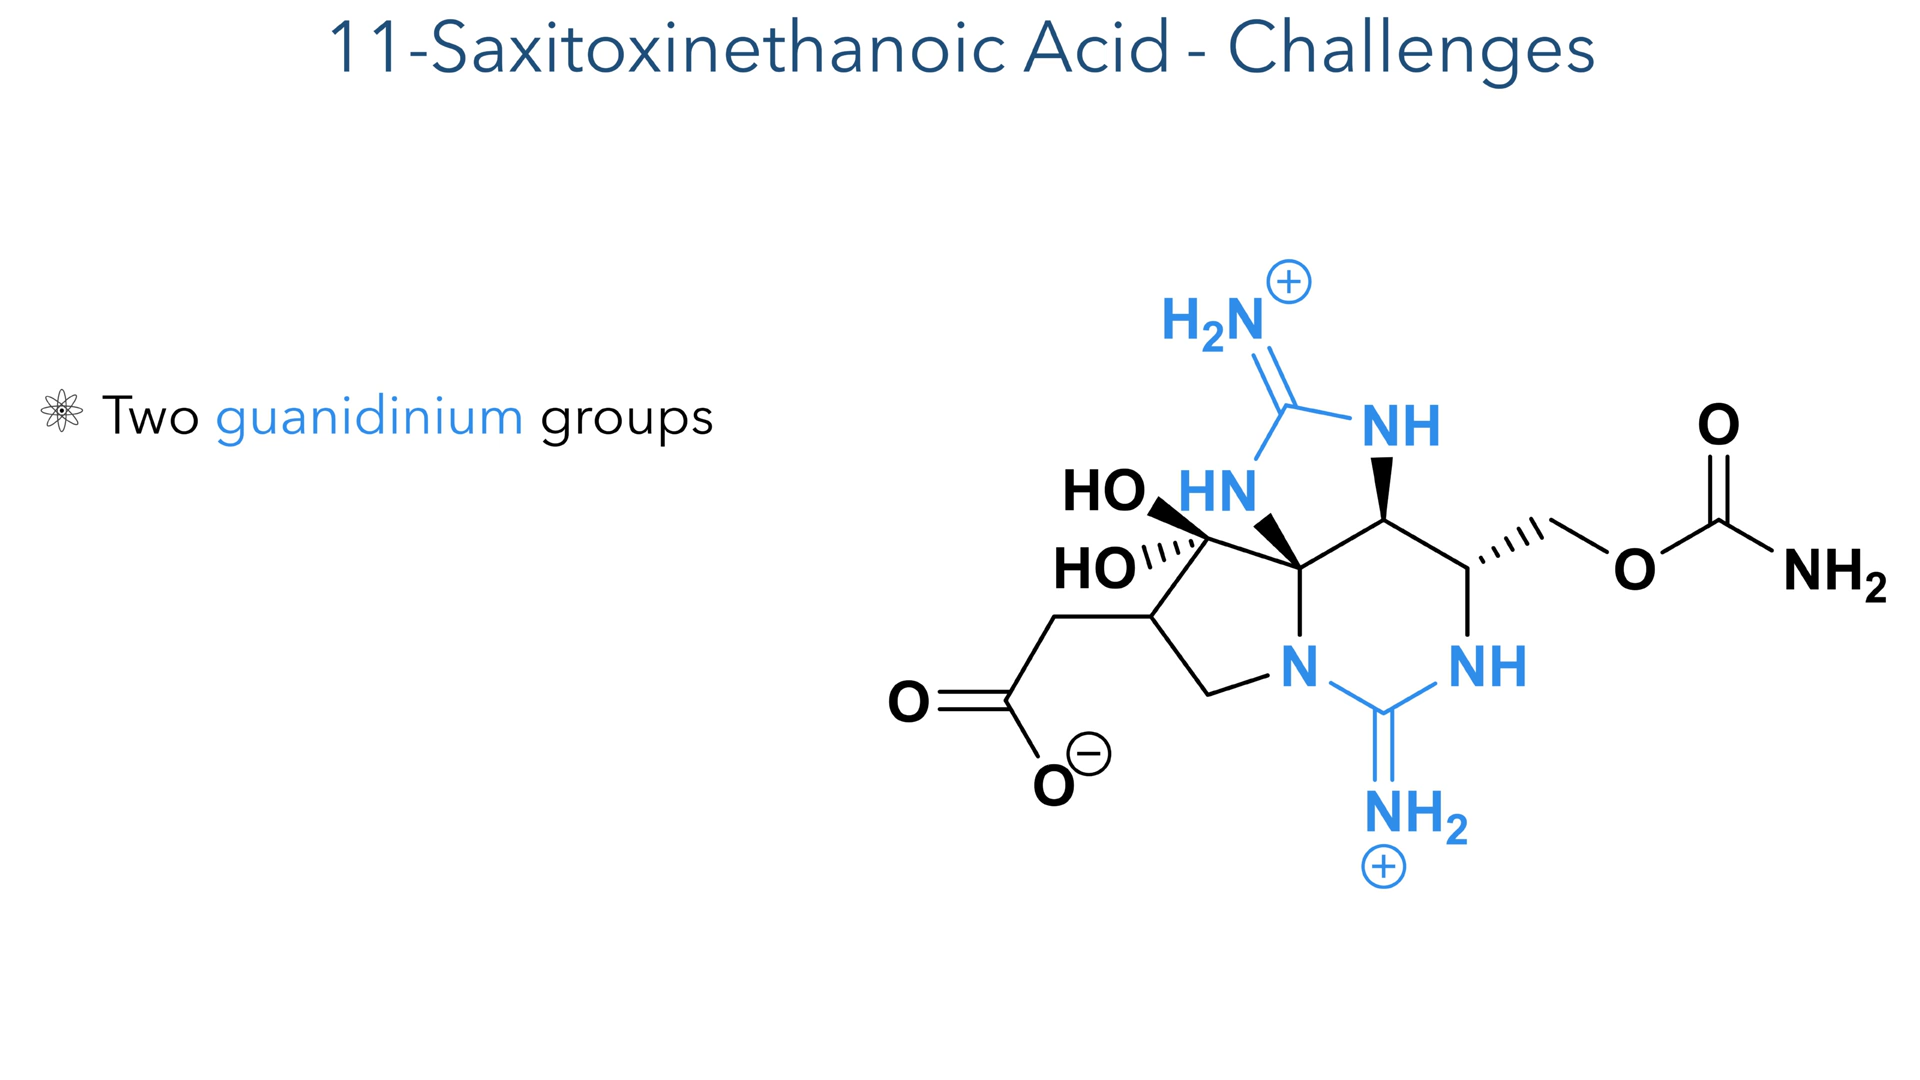 11-Saxitoxinethanoic Acid - Challenges
Two guanidinium groups
H₂N
+
NH
HO
HN
HO
O
O
NH₂
N
NH
O
O
−
NH₂
+